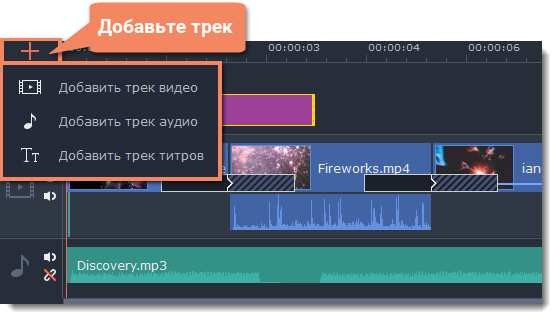 Добавьте трек
00:00:03 00:00:04 00:00:06
Добавить трек видео
Добавить трек аудио
Добавить трек титров
Fireworks.mp4
ian
Discovery.mp3